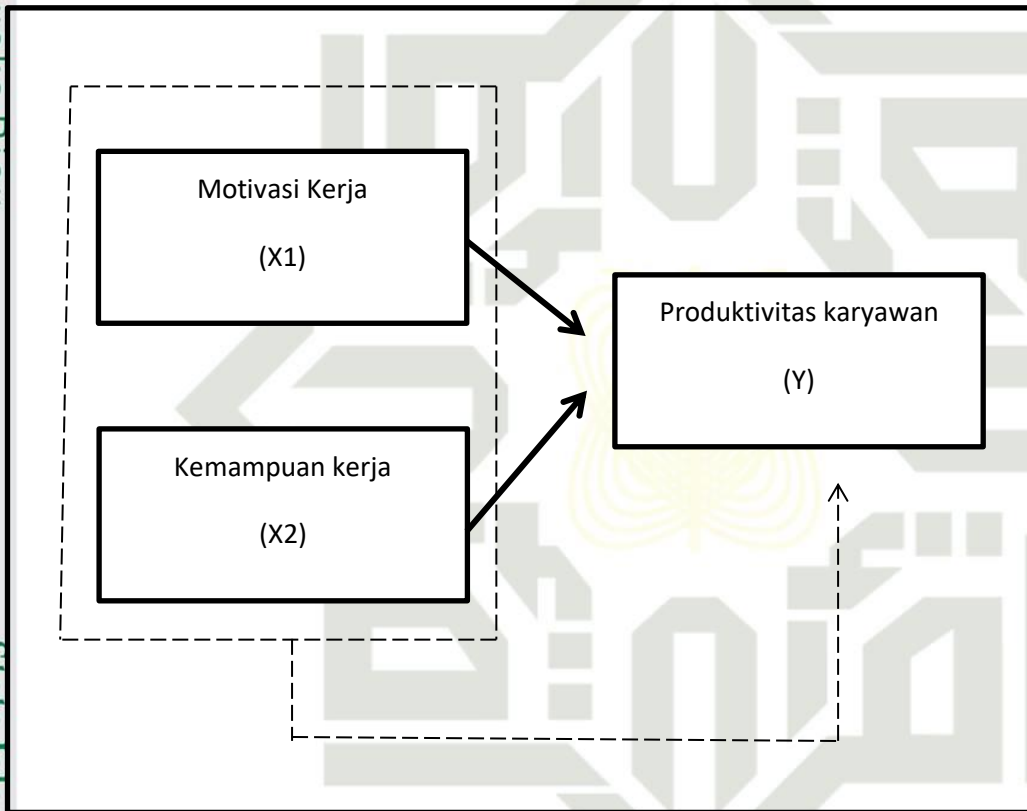 Motivasi Kerja
(X1)
Produktivitas karyawan
(Y)
Kemampuan kerja
(X2)